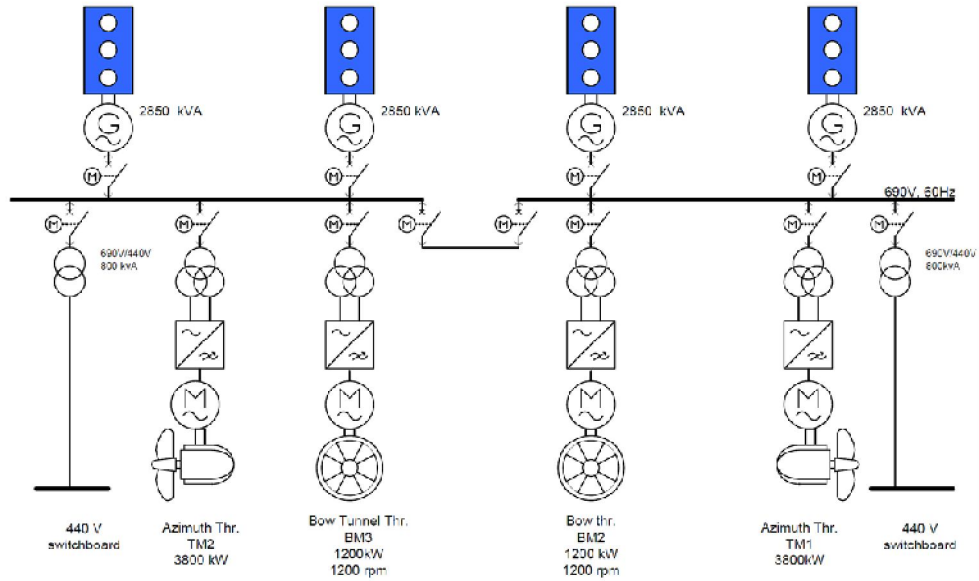 2850 kVA
2850 kVA
2850 kVA
2850 kVA
G
G
G
G
M
M
M
M
690V, 60Hz
M
M
M
M
M
M
M
M
690V/440V
800 kVA
690V/440V
800kVA
M
M
M
M
440 V
switchboard
Azimuth Thr.
TM2
3800 kW
Bow Tunnel Thr.
BM3
1200kW
1200 rpm
Bow thr.
BM2
1200 kW
1200 rpm
Azimuth Thr.
TM1
3800kW
440 V
switchboard